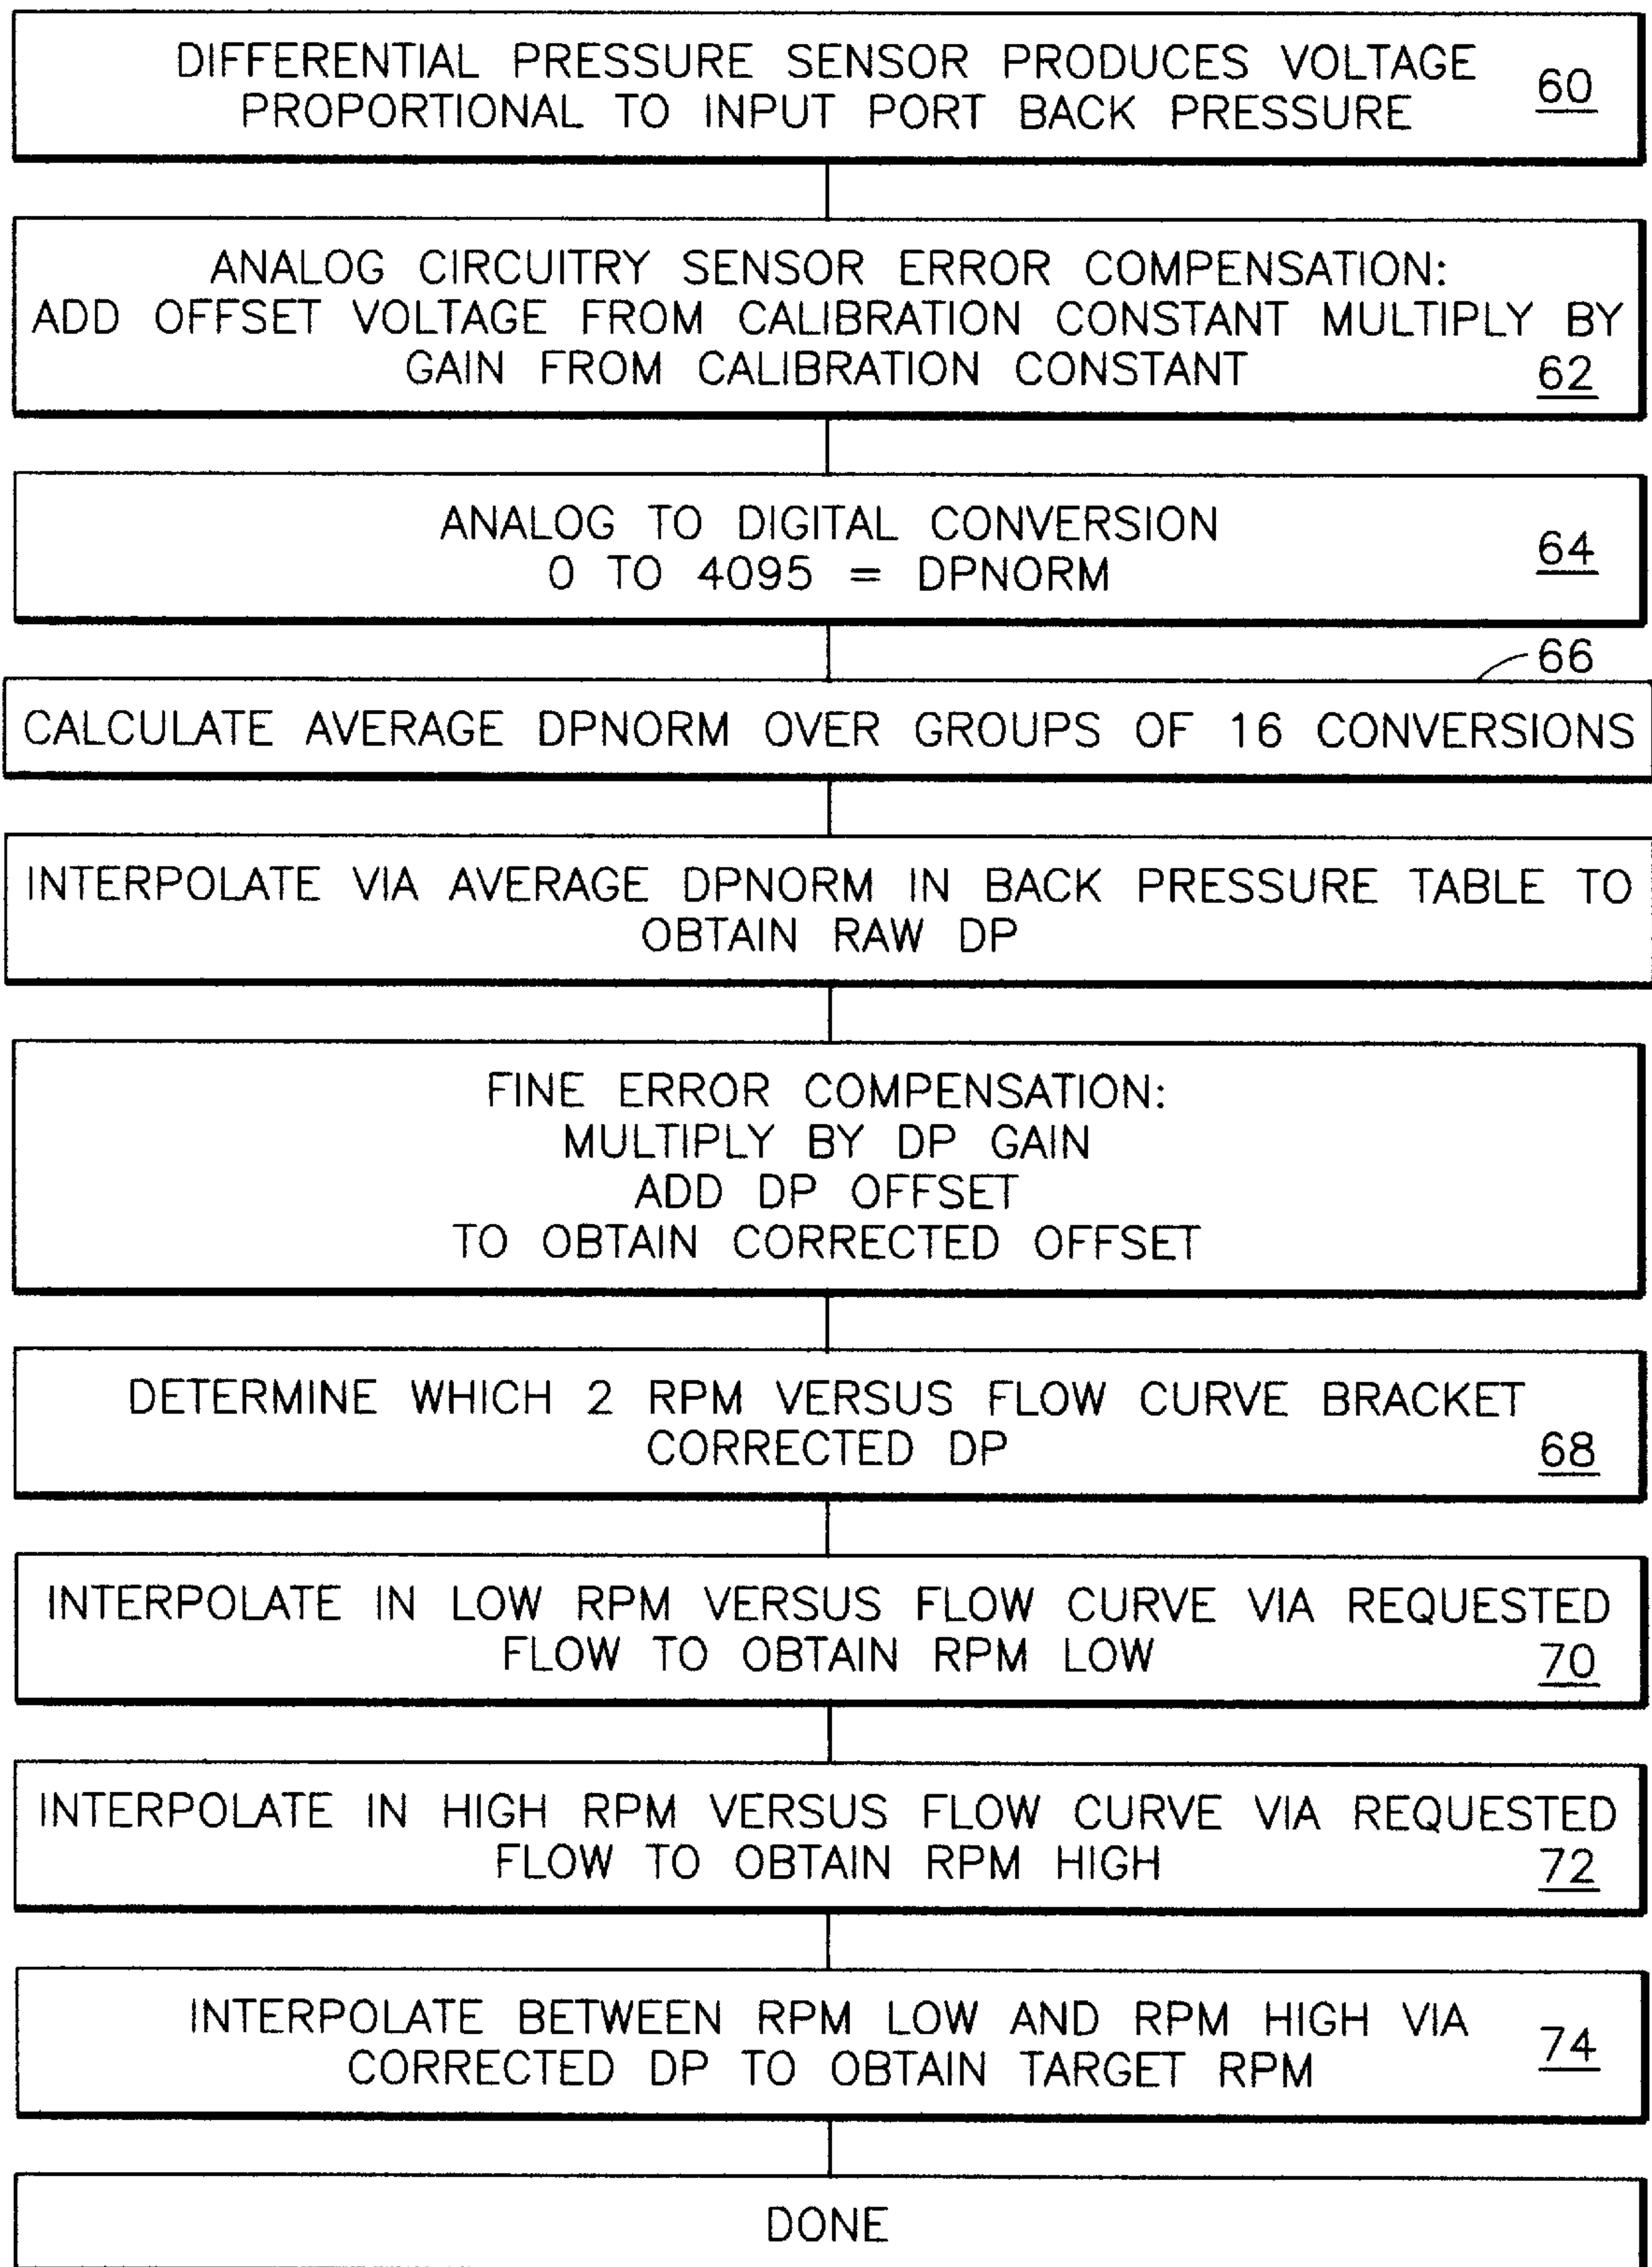 DIFFERENTIAL PRESSURE SENSOR PRODUCES VOLTAGE
PROPORTIONAL TO INPUT PORT BACK PRESSURE
60
ANALOG CIRCUITRY SENSOR ERROR COMPENSATION:
ADD OFFSET VOLTAGE FROM CALIBRATION CONSTANT MULTIPLY BY
GAIN FROM CALIBRATION CONSTANT
62
ANALOG TO DIGITAL CONVERSION
0 TO 4095 = DPNORM
64
66
CALCULATE AVERAGE DPNORM OVER GROUPS OF 16 CONVERSIONS
INTERPOLATE VIA AVERAGE DPNORM IN BACK PRESSURE TABLE TO
OBTAIN RAW DP
FINE ERROR COMPENSATION:
MULTIPLY BY DP GAIN
ADD DP OFFSET
TO OBTAIN CORRECTED OFFSET
DETERMINE WHICH 2 RPM VERSUS FLOW CURVE BRACKET
CORRECTED DP
68
INTERPOLATE IN LOW RPM VERSUS FLOW CURVE VIA REQUESTED
FLOW TO OBTAIN RPM LOW
70
INTERPOLATE IN HIGH RPM VERSUS FLOW CURVE VIA REQUESTED
FLOW TO OBTAIN RPM HIGH
72
INTERPOLATE BETWEEN RPM LOW AND RPM HIGH VIA
CORRECTED DP TO OBTAIN TARGET RPM
74
DONE